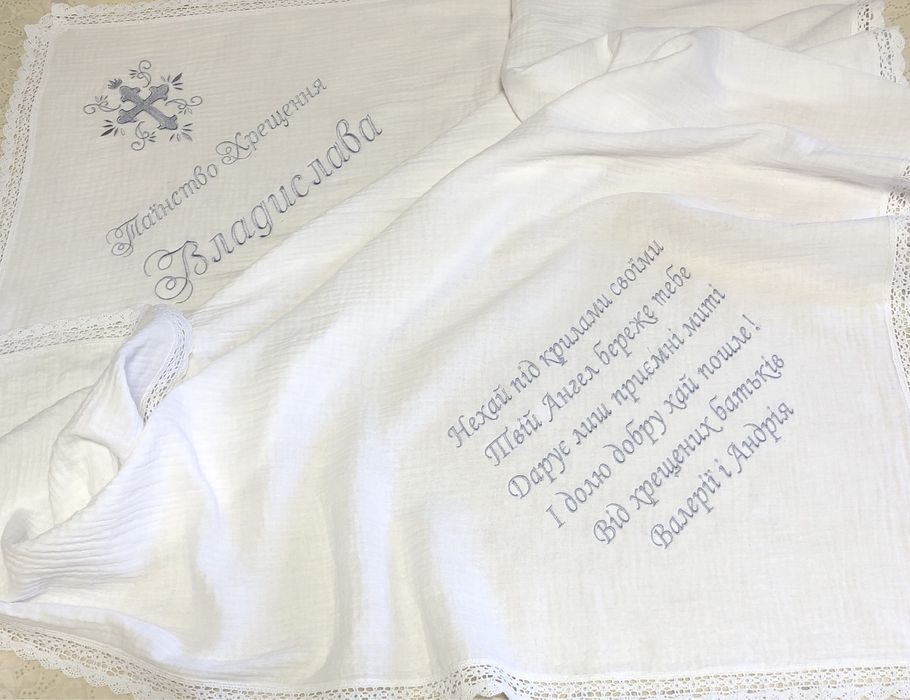 Таїнство Хрещення
Владислава
Нехай під крилами своїми
Твій Ангел береже тебе
Дарує лиш приємні миті
І долю добру хай пошле!
Від хрещених батьків
Валерії і Андрія